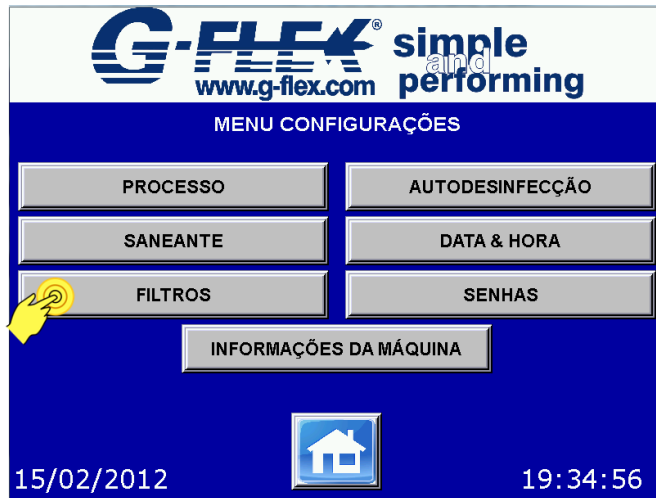 G-FLEX® simple
and
www.g-flex.com performing
MENU CONFIGURAÇÕES
PROCESSO AUTODESINFECÇÃO
SANEANTE DATA & HORA
FILTROS SENHAS
INFORMAÇÕES DA MÁQUINA
15/02/2012 19:34:56